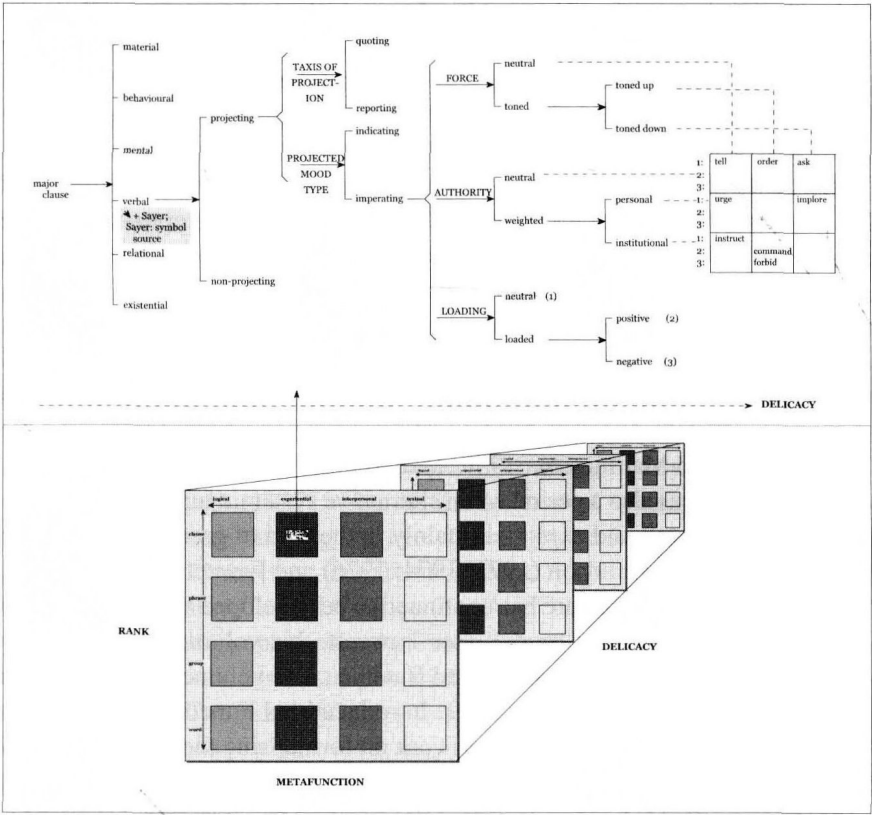 material
behavioural
mental
major
clause
verbal
+ Sayer;
Sayer: symbol
source
relational
existential
projecting
non-projecting
TAXIS OF
PROJECT-
ION
quoting
reporting
PROJECTED
MOOD
TYPE
indicating
imperating
FORCE
neutral
toned
toned up
toned down
AUTHORITY
neutral
weighted
personal
institutional
LOADING
neutral (1)
loaded
positive (2)
negative (3)
1: tell order ask
2:
3:
1: urge implore
2:
3:
1: instruct
2: command
3: forbid
DELICACY
logical experiential interpersonal textual
clause
phrase
group
word
RANK
DELICACY
METAFUNCTION